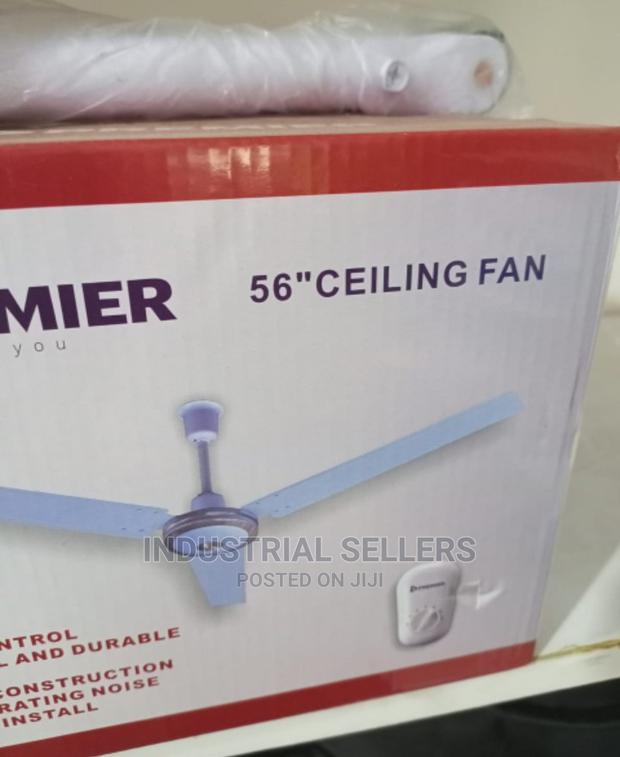 MIER
you
56"CEILING FAN
INDUSTRIAL SELLERS
POSTED ON JIJI
NTROL
L AND DURABLE
CONSTRUCTION
RATING NOISE
INSTALL